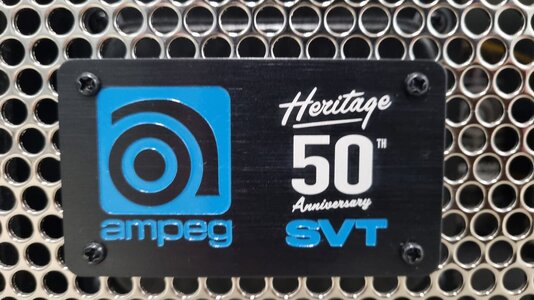 ampeg
Heritage
50TH
Anniversary
SVT